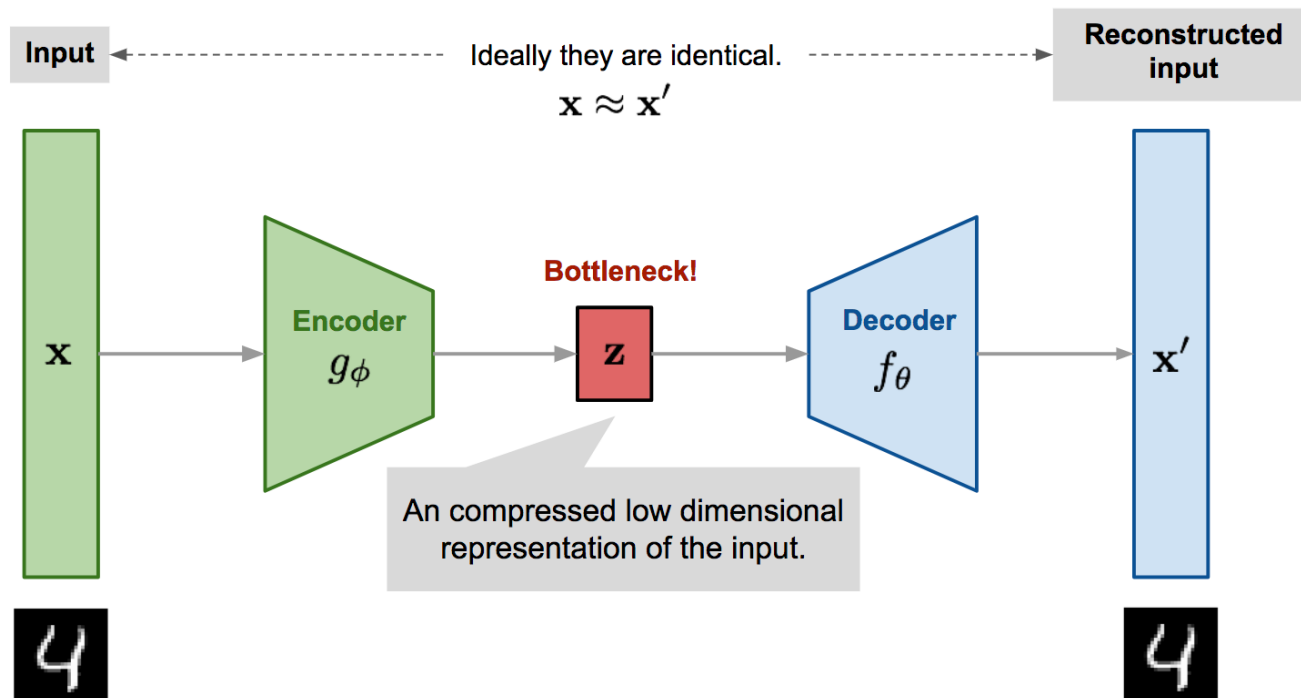 Input
Ideally they are identical.
x ≈ x′
Reconstructed
input
Bottleneck!
Encoder
gϕ
z
Decoder
fθ
x
x′
An compressed low dimensional
representation of the input.
4
4